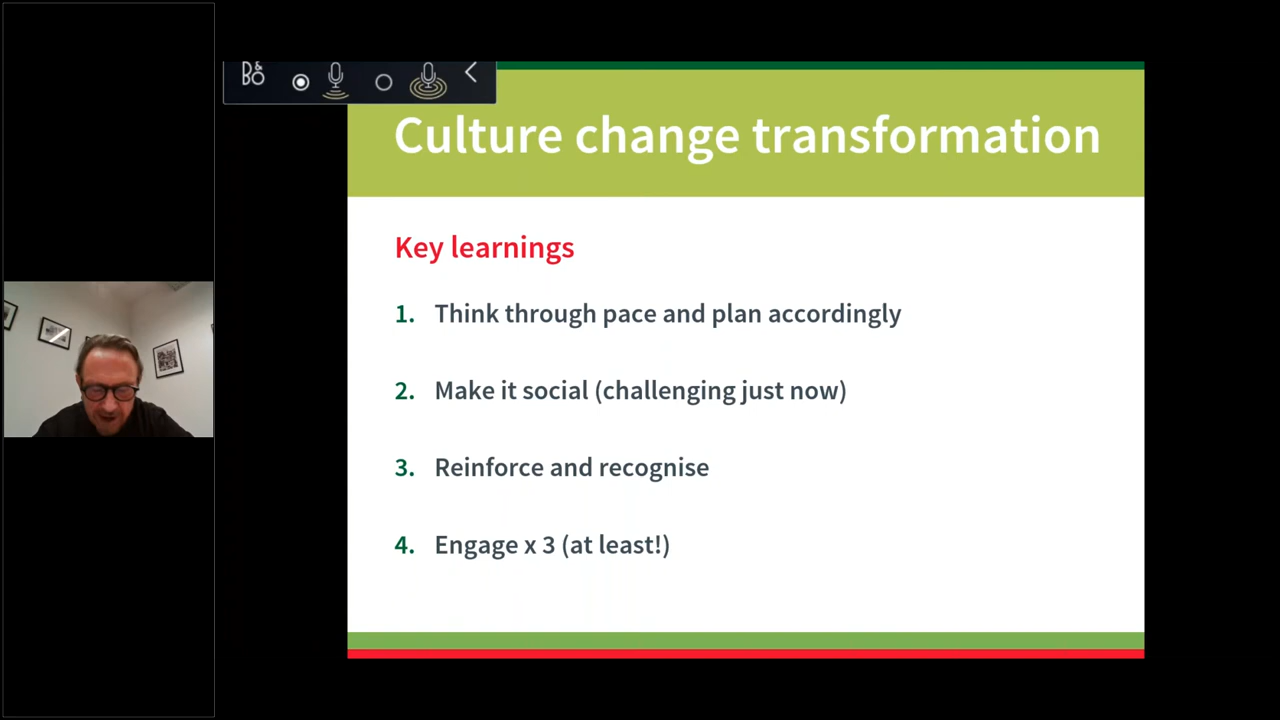 B&BO
Culture change transformation
Key learnings
1. Think through pace and plan accordingly
2. Make it social (challenging just now)
3. Reinforce and recognise
4. Engage x 3 (at least!)